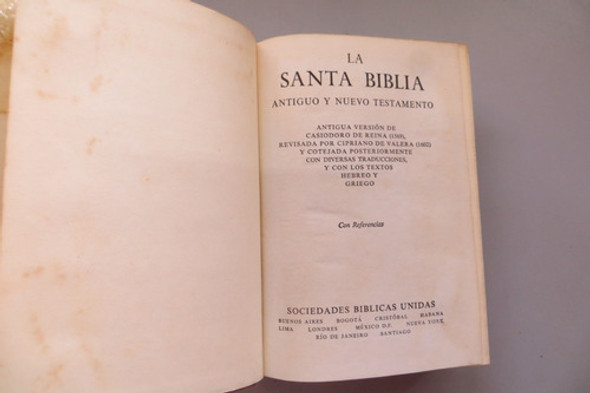 LA
SANTA BIBLIA
ANTIGUO Y NUEVO TESTAMENTO
ANTIGUA VERSIÓN DE
CASIODORO DE REINA (1569),
REVISADA POR CIPRIANO DE VALERA (1602)
Y COTEJADA POSTERIORMENTE
CON DIVERSAS TRADUCCIONES,
Y CON LOS TEXTOS
HEBREO Y
GRIEGO
Con Referencias
SOCIEDADES BIBLICAS UNIDAS
BUENOS AIRES BOGOTÁ CRISTÓBAL HABANA
LIMA LONDRES MÉXICO D.F. NUEVA YORK
RÍO DE JANEIRO SANTIAGO